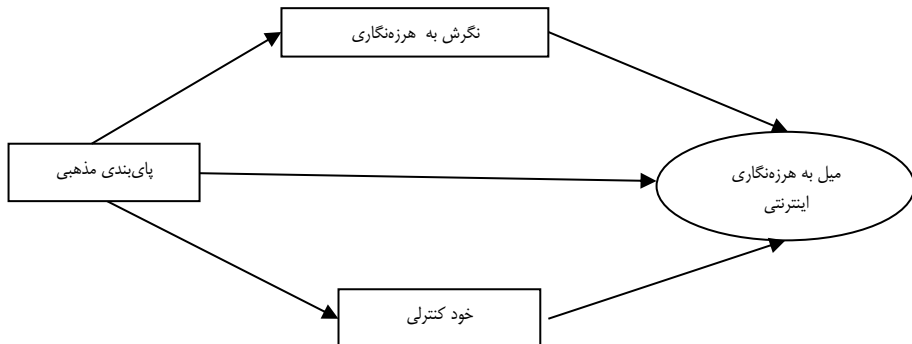 نگرش به هرزه‌نگاری
پای‌بندی مذهبی
میل به هرزه‌نگاری
اینترنتی
خود کنترلی